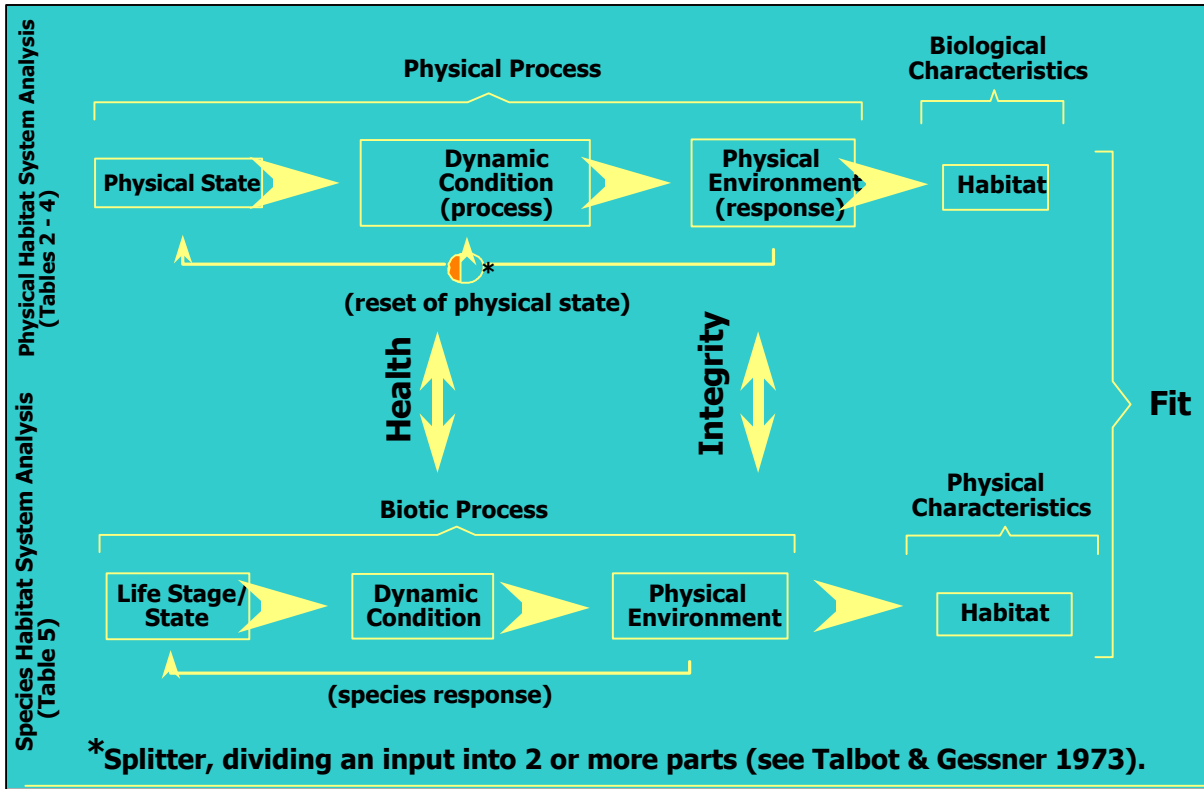 Physical Habitat System Analysis
(Tables 2 - 4)
Physical Process
Biological
Characteristics
Physical State
Dynamic
Condition
(process)
Physical
Environment
(response)
Habitat
*
(reset of physical state)
Health
Integrity
Fit
Species Habitat System Analysis
(Table 5)
Biotic Process
Physical
Characteristics
Life Stage/
State
Dynamic
Condition
Physical
Environment
Habitat
(species response)
*Splitter, dividing an input into 2 or more parts (see Talbot & Gessner 1973).